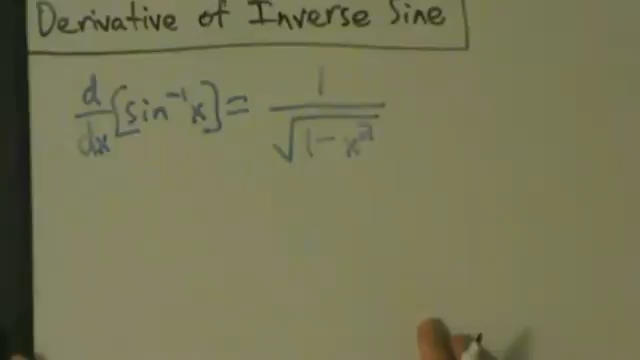 Derivative of Inverse Sine
d/dx[sin⁻¹x] = 1/√(1-x²)